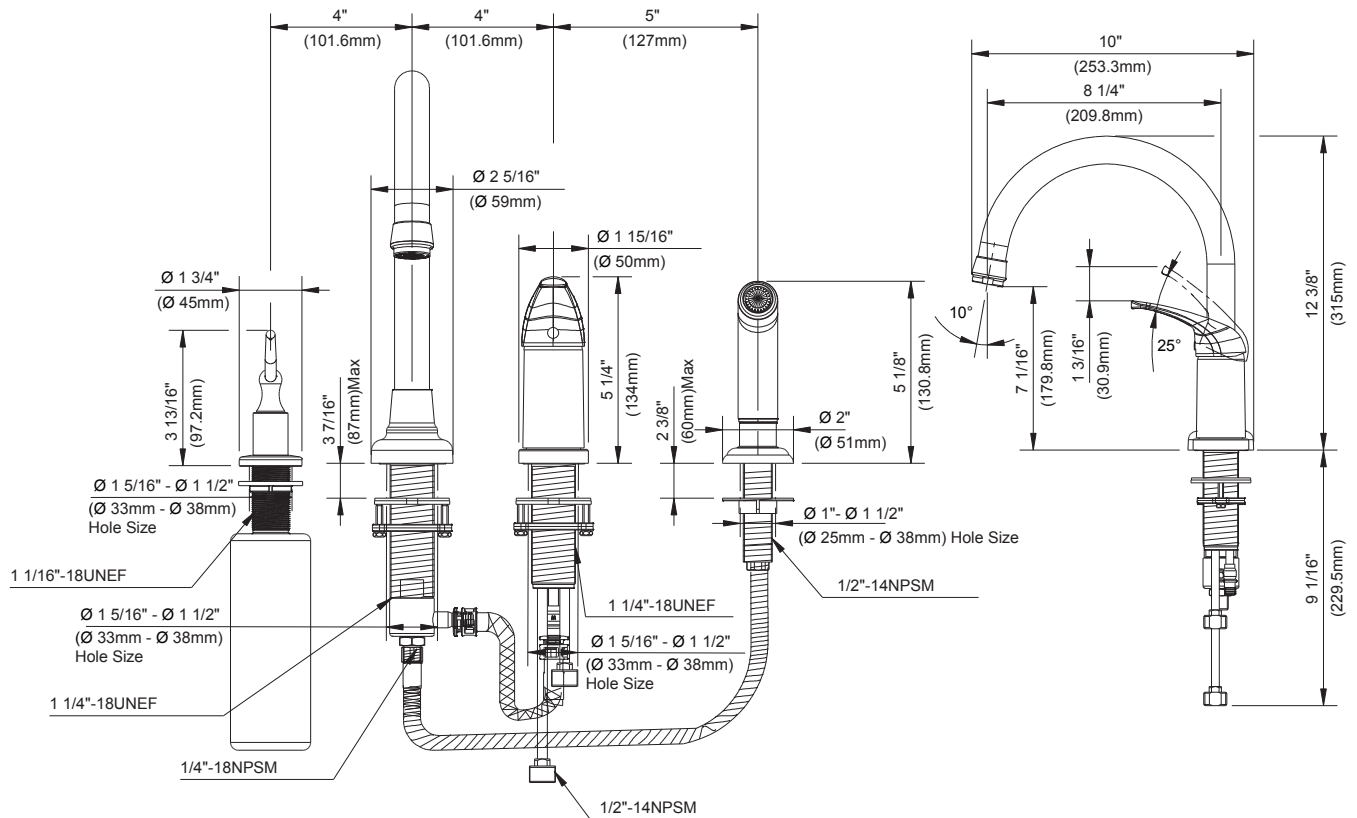 4"
(101.6mm)
4"
(101.6mm)
5"
(127mm)
10"
(253.3mm)
8 1/4"
(209.8mm)
Ø 2 5/16"
(Ø 59mm)
Ø 1 15/16"
(Ø 50mm)
Ø 1 3/4"
(Ø 45mm)
3 13/16"
(97.2mm)
3 7/16"
(87mm)Max
5 1/4"
(134mm)
2 3/8"
(60mm)Max
Ø 2"
(Ø 51mm)
5 1/8"
(130.8mm)
10°
7 1/16"
(179.8mm)
1 3/16"
(30.9mm)
25°
12 3/8"
(315mm)
9 1/16"
(229.5mm)
Ø 1 5/16" - Ø 1 1/2"
(Ø 33mm - Ø 38mm)
Hole Size
Ø 1"- Ø 1 1/2"
(Ø 25mm - Ø 38mm) Hole Size
1 1/16"-18UNEF
1/2"-14NPSM
1 1/4"-18UNEF
Ø 1 5/16" - Ø 1 1/2"
(Ø 33mm - Ø 38mm)
Hole Size
Ø 1 5/16" - Ø 1 1/2"
(Ø 33mm - Ø 38mm)
Hole Size
1 1/4"-18UNEF
1/4"-18NPSM
1/2"-14NPSM